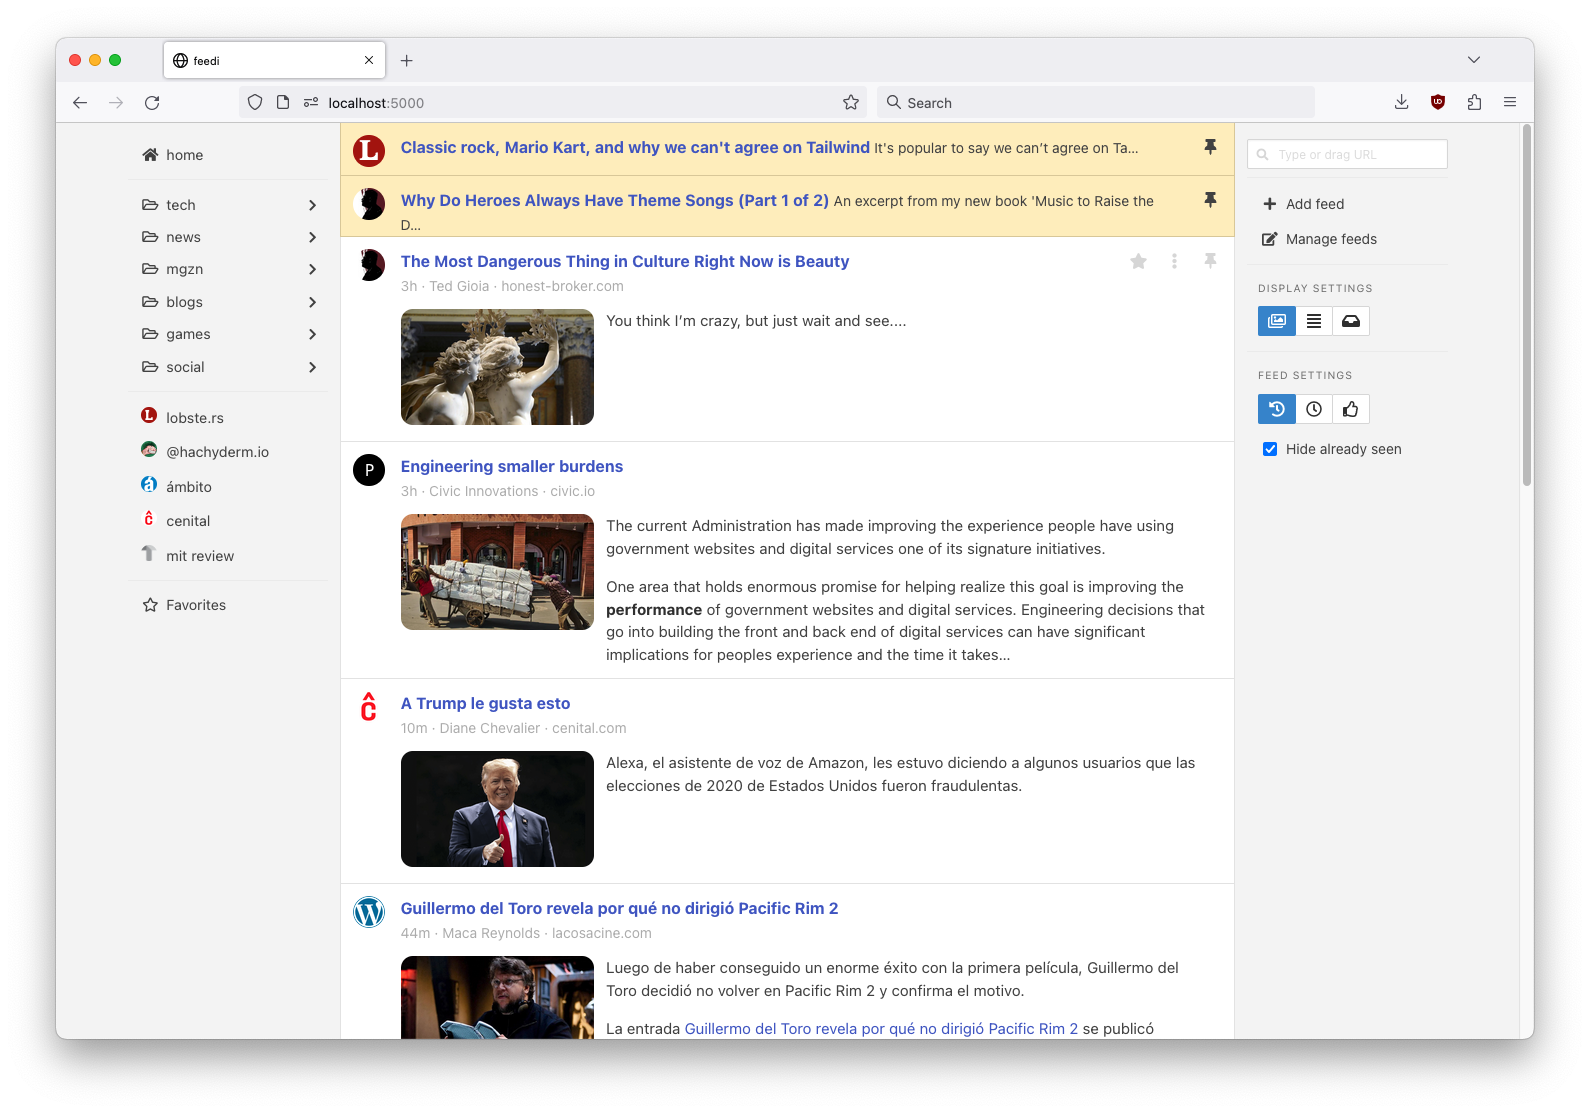 feedi
localhost:5000
Search
home
tech
news
mgzn
blogs
games
social
lobste.rs
@hachyderm.io
ámbito
cenital
mit review
Favorites
Classic rock, Mario Kart, and why we can't agree on Tailwind It's popular to say we can’t agree on Ta...
Why Do Heroes Always Have Theme Songs (Part 1 of 2) An excerpt from my new book 'Music to Raise the
D...
The Most Dangerous Thing in Culture Right Now is Beauty
3h · Ted Gioia · honest-broker.com
You think I’m crazy, but just wait and see....
P
Engineering smaller burdens
3h · Civic Innovations · civic.io
The current Administration has made improving the experience people have using
government websites and digital services one of its signature initiatives.
One area that holds enormous promise for helping realize this goal is improving the
performance of government websites and digital services. Engineering decisions that
go into building the front and back end of digital services can have significant
implications for peoples experience and the time it takes...
A Trump le gusta esto
10m · Diane Chevalier · cenital.com
Alexa, el asistente de voz de Amazon, les estuvo diciendo a algunos usuarios que las
elecciones de 2020 de Estados Unidos fueron fraudulentas.
Guillermo del Toro revela por qué no dirigió Pacific Rim 2
44m · Maca Reynolds · lacosacine.com
Luego de haber conseguido un enorme éxito con la primera película, Guillermo del
Toro decidió no volver en Pacific Rim 2 y confirma el motivo.
La entrada Guillermo del Toro revela por qué no dirigió Pacific Rim 2 se publicó
Type or drag URL
Add feed
Manage feeds
DISPLAY SETTINGS
FEED SETTINGS
Hide already seen